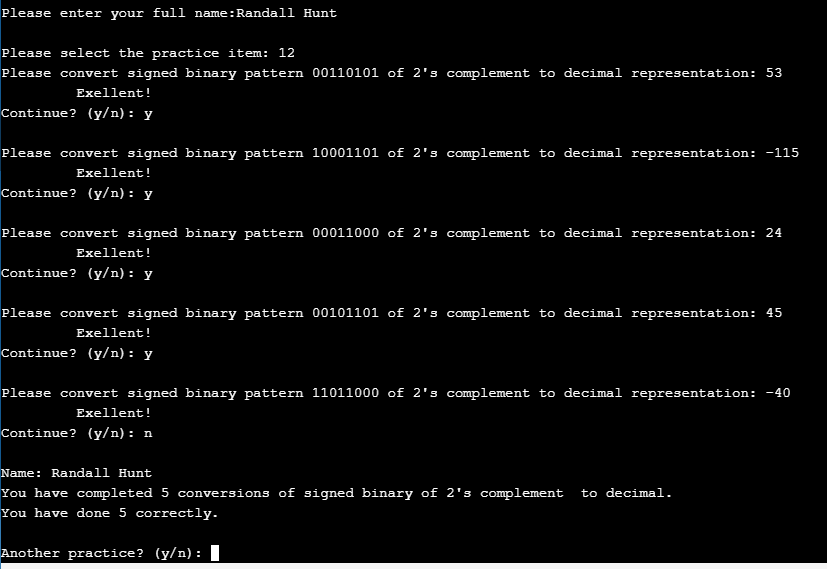 Please enter your full name:Randall Hunt
Please select the practice item: 12
Please convert signed binary pattern 00110101 of 2's complement to decimal representation: 53
Exellent!
Continue? (y/n): y
Please convert signed binary pattern 10001101 of 2's complement to decimal representation: -115
Exellent!
Continue? (y/n): y
Please convert signed binary pattern 00011000 of 2's complement to decimal representation: 24
Exellent!
Continue? (y/n): y
Please convert signed binary pattern 00101101 of 2's complement to decimal representation: 45
Exellent!
Continue? (y/n): y
Please convert signed binary pattern 11011000 of 2's complement to decimal representation: -40
Exellent!
Continue? (y/n): n
Name: Randall Hunt
You have completed 5 conversions of signed binary of 2's complement  to decimal.
You have done 5 correctly.
Another practice? (y/n):